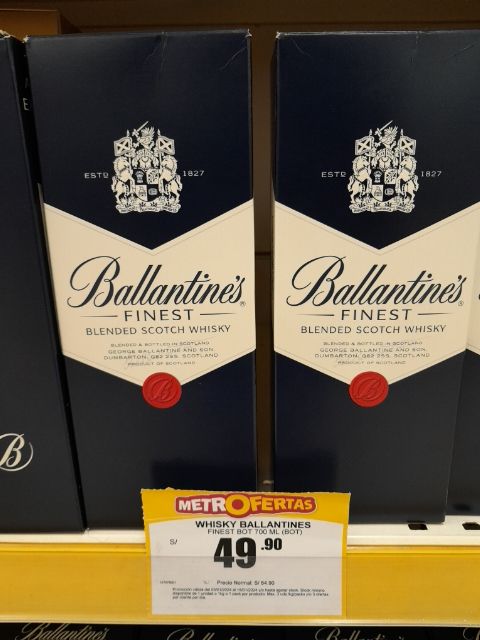 ESTD 1827
Ballantine's
FINEST
BLENDED SCOTCH WHISKY
BLENDED & BOTTLED IN SCOTLAND
GEORGE BALLANTINE AND SON,
DUMBARTON, G82 2SS, SCOTLAND
PRODUCT OF SCOTLAND
B
ESTD 1827
Ballantine's
FINEST
BLENDED SCOTCH WHISKY
BLENDED & BOTTLED IN SCOTLAND
GEORGE BALLANTINE AND SON,
DUMBARTON, G82 2SS, SCOTLAND
PRODUCT OF SCOTLAND
B
B
METROFERTAS
WHISKY BALLANTINES
FINEST BOT 700 ML (BOT)
S/ 49.90
Precio Normal: S/ 54.90
Ballantine's Ballantine's